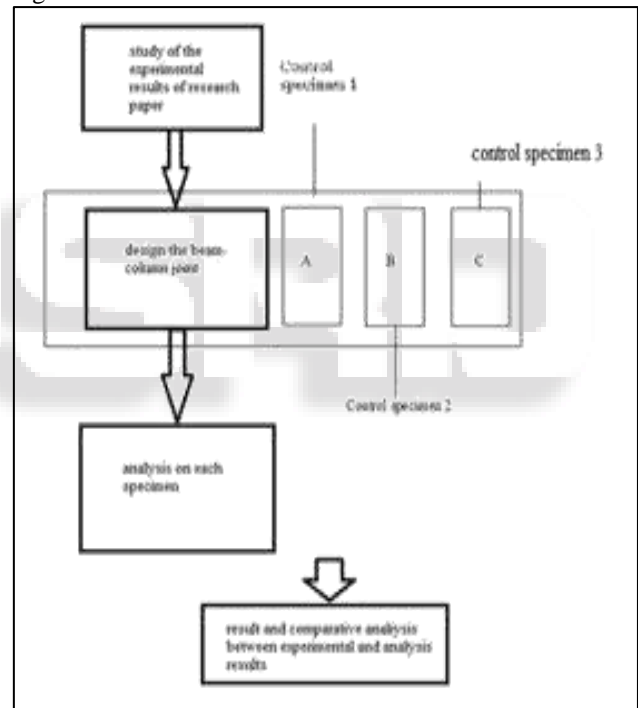 study of the
experimental
results of research
paper
Control
specimen 1
control specimen 3
design the beam-
column joint
A
B
C
Control specimen 2
analysis on each
specimen
result and comparative analysis
between experimental and analysis
results